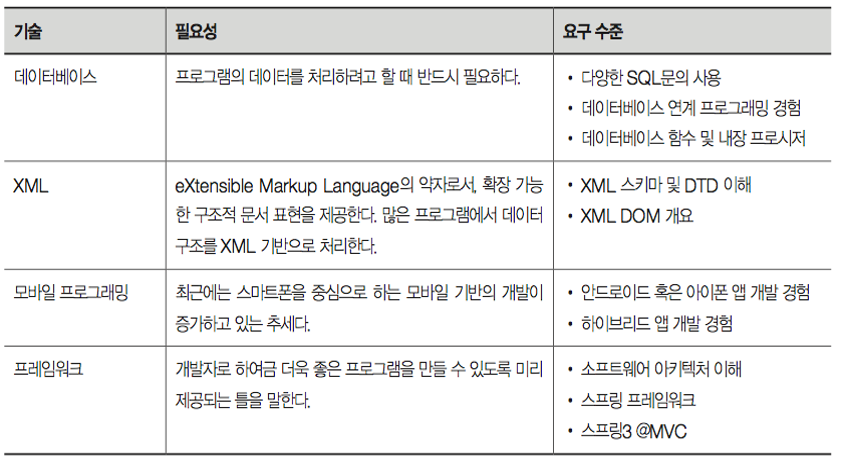 기술 필요성 요구 수준
데이터베이스 프로그램의 데이터를 처리하려고 할 때 반드시 필요하다. • 다양한 SQL문의 사용
• 데이터베이스 연계 프로그래밍 경험
• 데이터베이스 함수 및 내장 프로시저
XML eXtensible Markup Language의 약자로서, 확장 가능 • XML 스키마 및 DTD 이해
한 구조적 문서 표현을 제공한다. 많은 프로그램에서 데이터 • XML DOM 개요
구조를 XML 기반으로 처리한다.
모바일 프로그래밍 최근에는 스마트폰을 중심으로 하는 모바일 기반의 개발이 • 안드로이드 혹은 아이폰 앱 개발 경험
증가하고 있는 추세다. • 하이브리드 앱 개발 경험
프레임워크 개발자로 하여금 더욱 좋은 프로그램을 만들 수 있도록 미리 • 소프트웨어 아키텍처 이해
제공되는 틀을 말한다. • 스프링 프레임워크
• 스프링3 @MVC